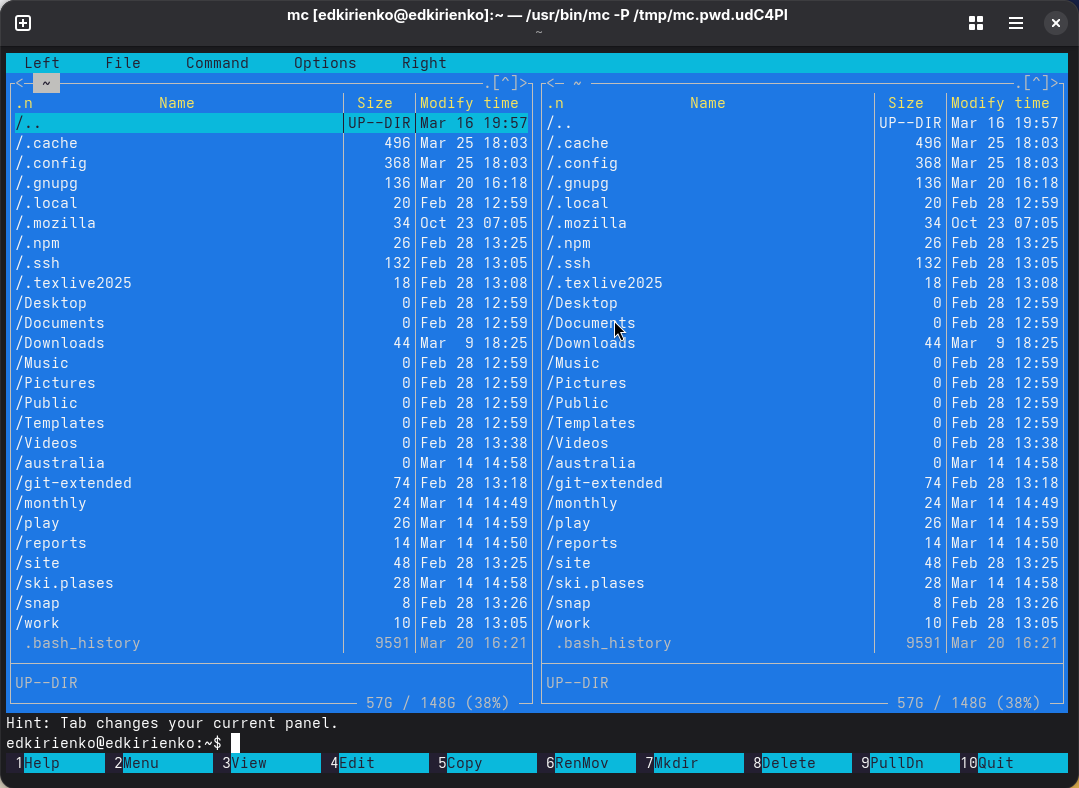 mc [edkirienko@edkirienko]:~ — /usr/bin/mc -P /tmp/mc.pwd.udC4Pl
~
Left File Command Options Right
<─ ~ .[^]> <─ ~ .[^]>
.n Name Size Modify time .n Name Size Modify time
/.. UP--DIR Mar 16 19:57 /.. UP--DIR Mar 16 19:57
/.cache 496 Mar 25 18:03 /.cache 496 Mar 25 18:03
/.config 368 Mar 25 18:03 /.config 368 Mar 25 18:03
/.gnupg 136 Mar 20 16:18 /.gnupg 136 Mar 20 16:18
/.local 20 Feb 28 12:59 /.local 20 Feb 28 12:59
/.mozilla 34 Oct 23 07:05 /.mozilla 34 Oct 23 07:05
/.npm 26 Feb 28 13:25 /.npm 26 Feb 28 13:25
/.ssh 132 Feb 28 13:05 /.ssh 132 Feb 28 13:05
/.texlive2025 18 Feb 28 13:08 /.texlive2025 18 Feb 28 13:08
/Desktop 0 Feb 28 12:59 /Desktop 0 Feb 28 12:59
/Documents 0 Feb 28 12:59 /Documents 0 Feb 28 12:59
/Downloads 44 Mar 9 18:25 /Downloads 44 Mar 9 18:25
/Music 0 Feb 28 12:59 /Music 0 Feb 28 12:59
/Pictures 0 Feb 28 12:59 /Pictures 0 Feb 28 12:59
/Public 0 Feb 28 12:59 /Public 0 Feb 28 12:59
/Templates 0 Feb 28 12:59 /Templates 0 Feb 28 12:59
/Videos 0 Feb 28 13:38 /Videos 0 Feb 28 13:38
/australia 0 Mar 14 14:58 /australia 0 Mar 14 14:58
/git-extended 74 Feb 28 13:18 /git-extended 74 Feb 28 13:18
/monthly 24 Mar 14 14:49 /monthly 24 Mar 14 14:49
/play 26 Mar 14 14:59 /play 26 Mar 14 14:59
/reports 14 Mar 14 14:50 /reports 14 Mar 14 14:50
/site 48 Feb 28 13:25 /site 48 Feb 28 13:25
/ski.plases 28 Mar 14 14:58 /ski.plases 28 Mar 14 14:58
/snap 8 Feb 28 13:26 /snap 8 Feb 28 13:26
/work 10 Feb 28 13:05 /work 10 Feb 28 13:05
.bash_history 9591 Mar 20 16:21 .bash_history 9591 Mar 20 16:21
UP--DIR UP--DIR
57G / 148G (38%) 57G / 148G (38%)
Hint: Tab changes your current panel.
edkirienko@edkirienko:~$
1Help 2Menu 3View 4Edit 5Copy 6RenMov 7Mkdir 8Delete 9PullDn 10Quit